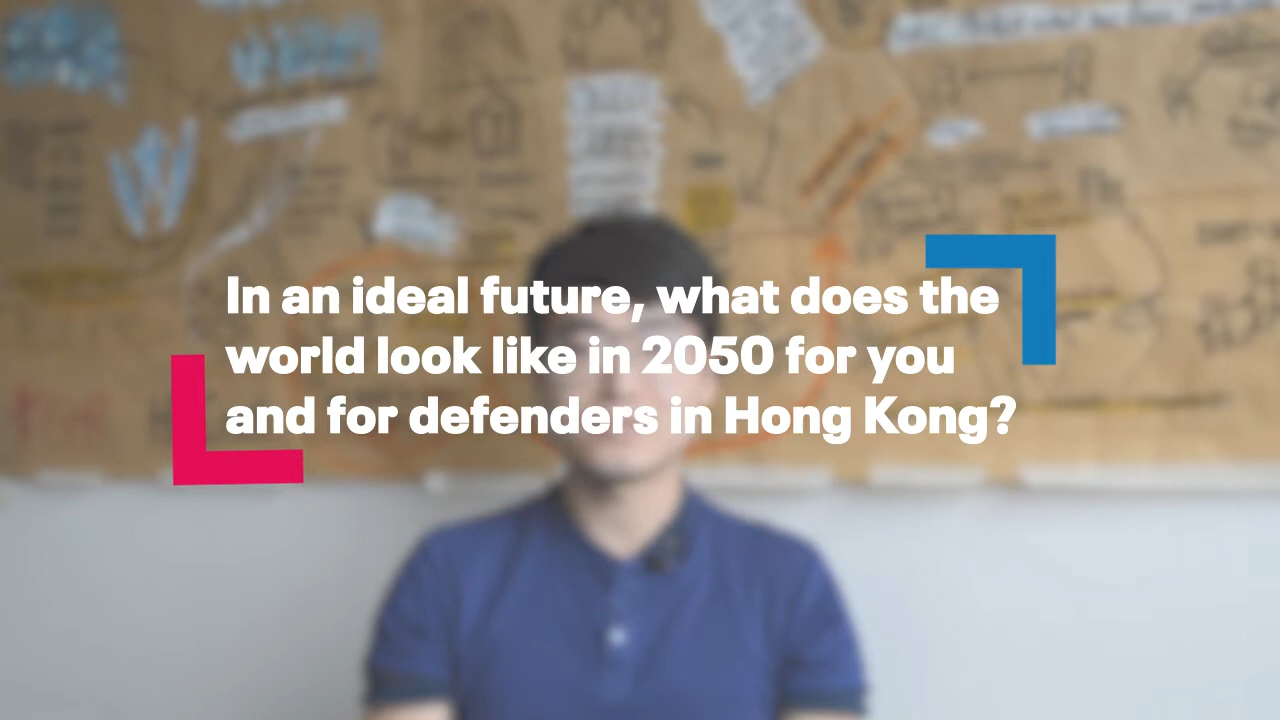 In an ideal future, what does the
world look like in 2050 for you
and for defenders in Hong Kong?